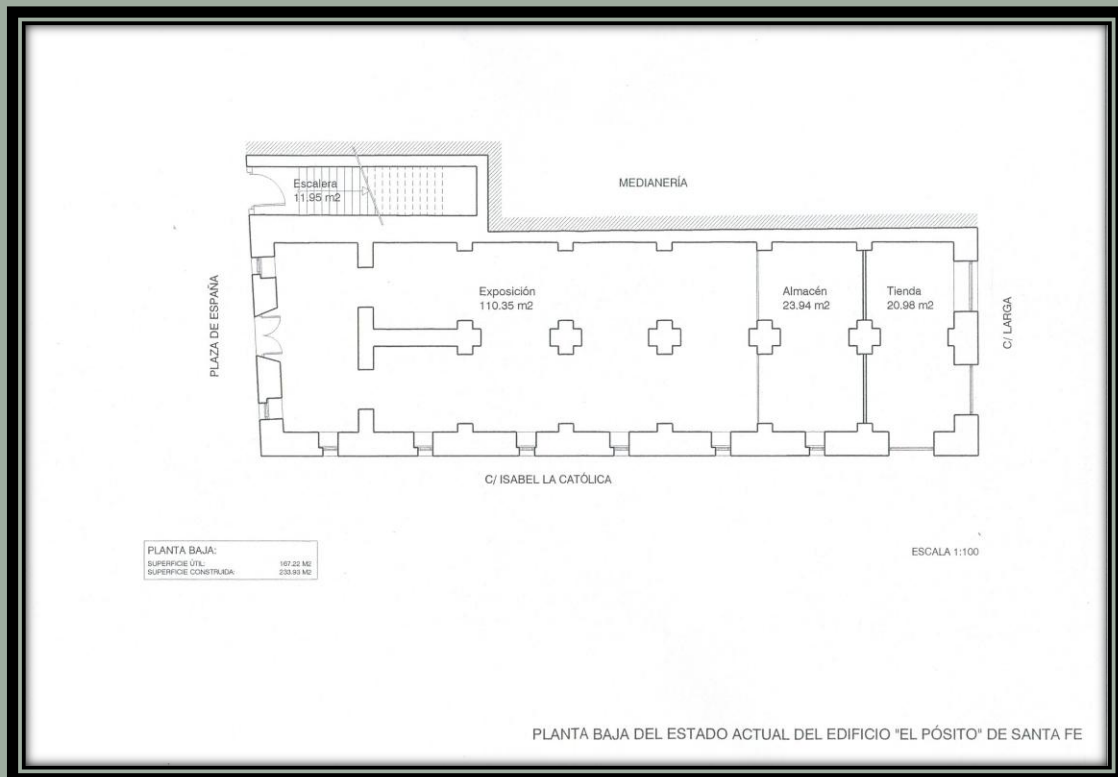 Escalera
11.95 m2
MEDIANERÍA
PLAZA DE ESPAÑA
Exposición
110.35 m2
Almacén
23.94 m2
Tienda
20.98 m2
C/ LARGA
C/ ISABEL LA CATÓLICA
PLANTA BAJA:
SUPERFICIE ÚTIL: 167.22 M2
SUPERFICIE CONSTRUIDA: 233.93 M2
ESCALA 1:100
PLANTA BAJA DEL ESTADO ACTUAL DEL EDIFICIO "EL PÓSITO" DE SANTA FE